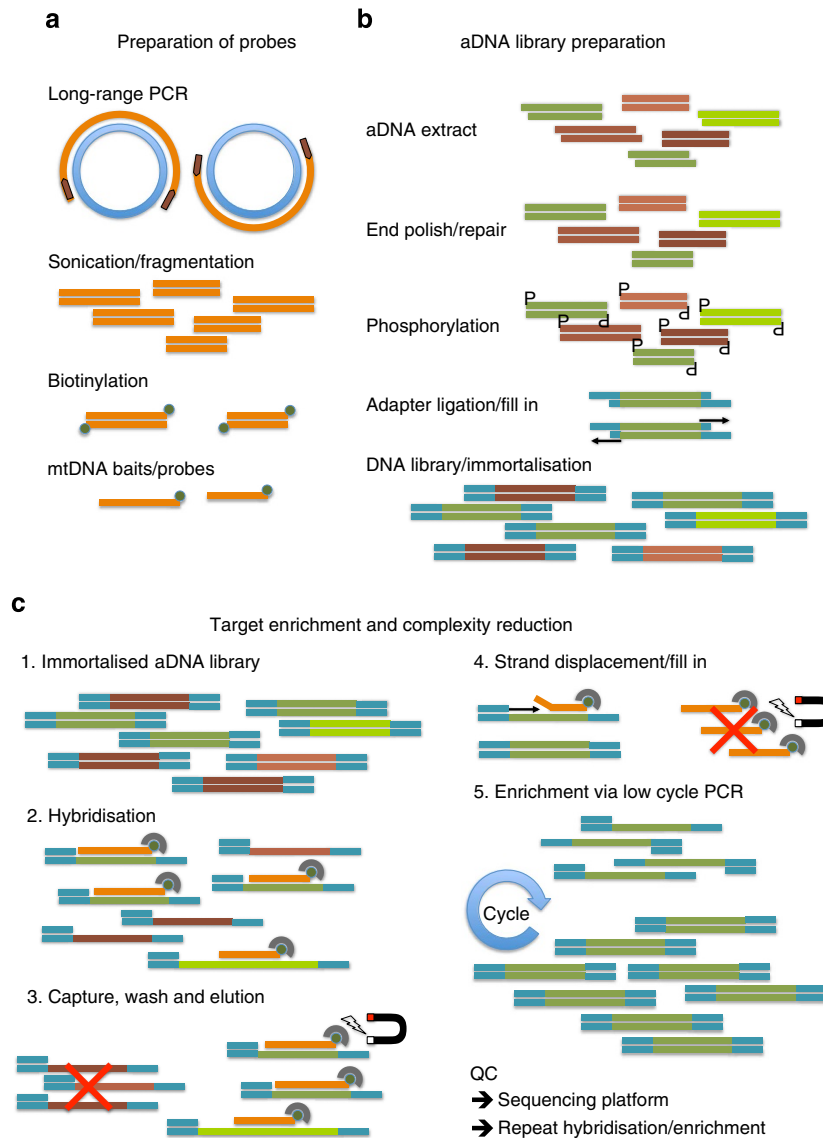 a
Preparation of probes
Long-range PCR
Sonication/fragmentation
Biotinylation
mtDNA baits/probes
b
aDNA library preparation
aDNA extract
End polish/repair
Phosphorylation
P
P
P
P
P
P
P
P
P
P
P
P
Adapter ligation/fill in
DNA library/immortalisation
c
Target enrichment and complexity reduction
1. Immortalised aDNA library
2. Hybridisation
3. Capture, wash and elution
4. Strand displacement/fill in
5. Enrichment via low cycle PCR
Cycle
QC
➔ Sequencing platform
➔ Repeat hybridisation/enrichment